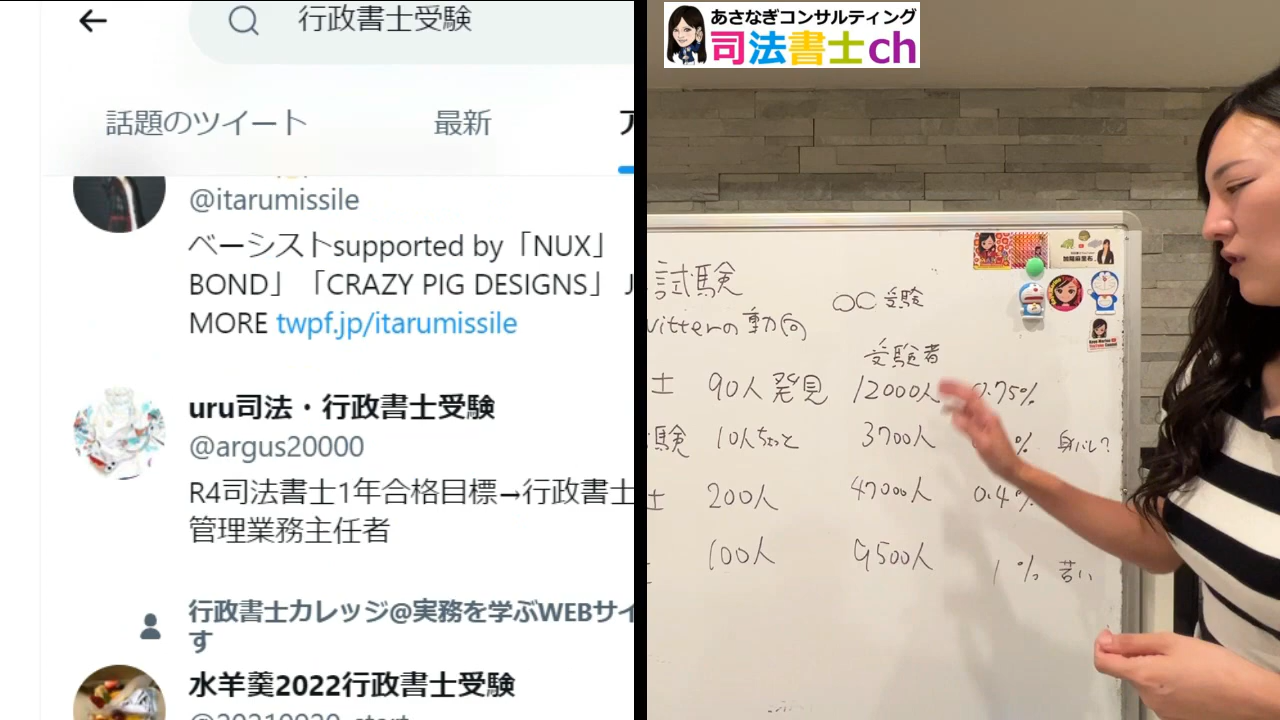 行政書士受験
話題のツイート
最新
@itarumissile
ベーシストsupported by「NUX」
BOND」「CRAZY PIG DESIGNS」
MORE twpf.jp/itarumissile
uru司法・行政書士受験
@argus20000
R4司法書士1年合格目標→行政書士
管理業務主任者
行政書士カレッジ@実務を学ぶWEBサイ
す
水羊羹2022行政書士受験
あさなぎコンサルティング
司法書士ch
試験
〇〇受験
witterの動向
受験者
士 90人発見 12000人 0.75%
験 10人ちょっと 3700人 % 身バレ?
士 200人 47000人 0.4%
100人 9500人 1% 若い